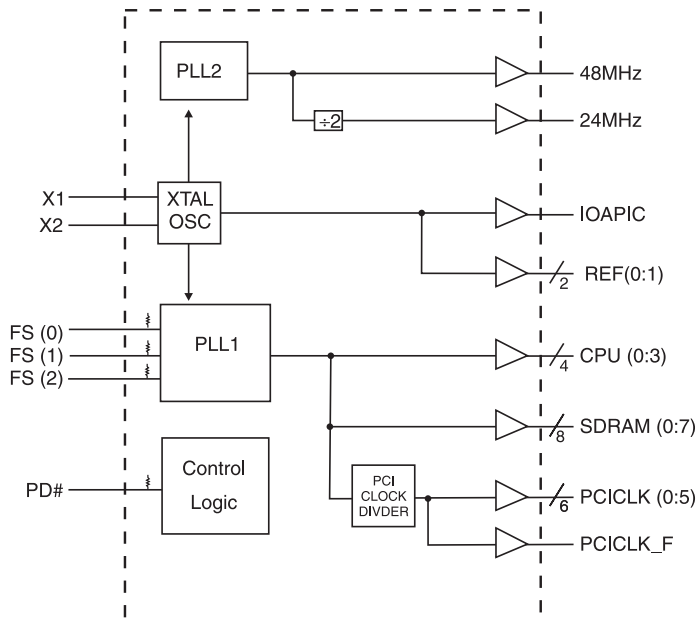 PLL2
48MHz
÷2
24MHz
X1
X2
XTAL
OSC
IOAPIC
REF(0:1)
2
FS (0)
FS (1)
FS (2)
PLL1
CPU (0:3)
4
SDRAM (0:7)
8
PD#
Control
Logic
PCI
CLOCK
DIVDER
PCICLK (0:5)
6
PCICLK_F